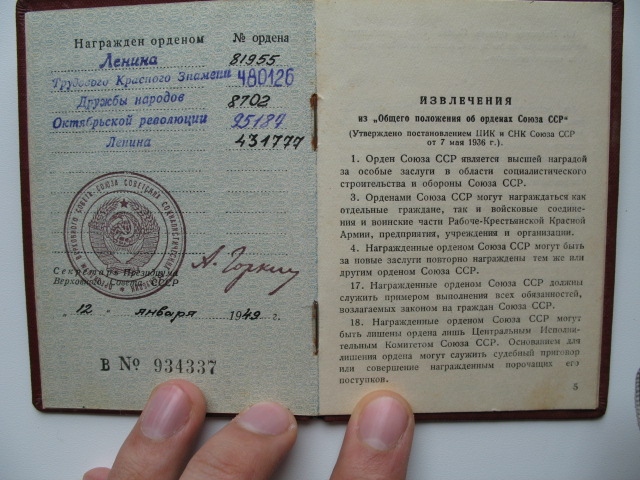 Награжден орденом № ордена
Ленина 81955
Трудового Красного Знамени 480126
Дружбы народов 8702
Октябрьской революции 95184
Ленина 431777
Секретарь Президиума
Верховного Совета СССР
А. Горкин
„12 января 1949 г.
В № 934337
ИЗВЛЕЧЕНИЯ
из „Общего положения об орденах Союза ССР“
(Утверждено постановлением ЦИК и СНК Союза ССР
от 7 мая 1936 г.).
1. Орден Союза ССР является высшей наградой
за особые заслуги в области социалистического
строительства и обороны Союза ССР.
3. Орденами Союза ССР могут награждаться как
отдельные граждане, так и войсковые соедине-
ния и воинские части Рабоче-Крестьянской Красной
Армии, предприятия, учреждения и организации.
4. Награжденные орденом Союза ССР могут быть
за новые заслуги повторно награждены тем же или
другим орденом Союза ССР.
17. Награжденные орденом Союза ССР должны
служить примером выполнения всех обязанностей,
возлагаемых законом на граждан Союза ССР.
18. Награжденные орденом Союза ССР могут
быть лишены ордена лишь Центральным Исполни-
тельным Комитетом Союза ССР. Основанием для
лишения ордена могут служить судебный приговор
или совершение награжденным порочащих его
поступков.
5